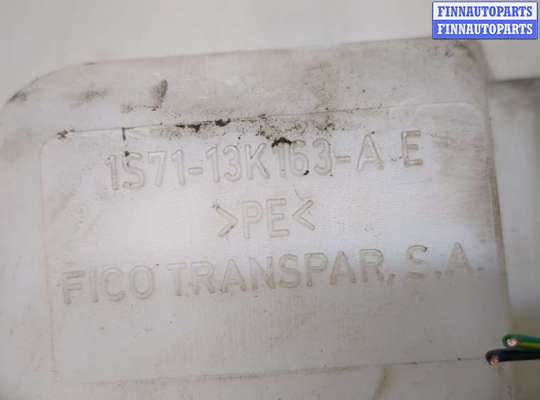 FINNAUTOPARTS
FINNAUTOPARTS
1S71-13K163-A E
>PE<
FICO TRANSPAR, S.A.